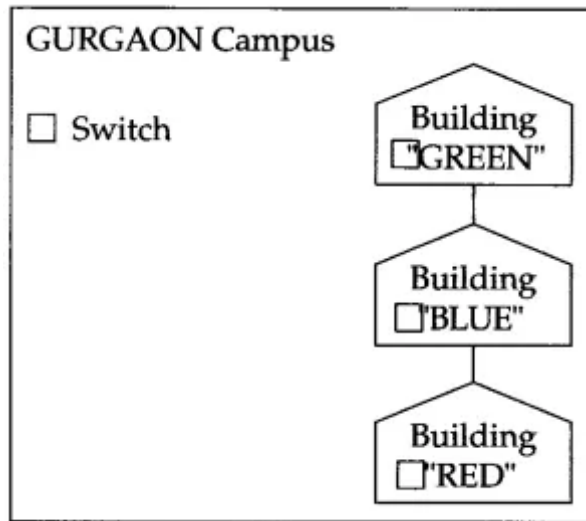 GURGAON Campus
Switch
Building
"GREEN"
Building
"BLUE"
Building
"RED"